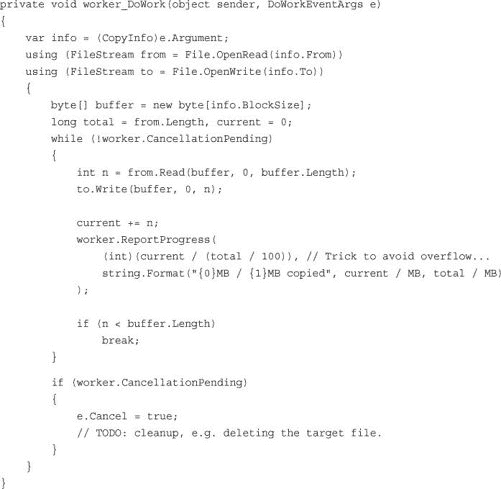 private void worker_DoWork(object sender, DoWorkEventArgs e)
{
    var info = (CopyInfo)e.Argument;
    using (FileStream from = File.OpenRead(info.From))
    using (FileStream to = File.OpenWrite(info.To))
    {
        byte[] buffer = new byte[info.BlockSize];
        long total = from.Length, current = 0;
        while (!worker.CancellationPending)
        {
            int n = from.Read(buffer, 0, buffer.Length);
            to.Write(buffer, 0, n);

            current += n;
            worker.ReportProgress(
                (int)(current / (total / 100)), // Trick to avoid overflow...
                string.Format("{0}MB / {1}MB copied", current / MB, total / MB)
            );

            if (n < buffer.Length)
                break;
        }

        if (worker.CancellationPending)
        {
            e.Cancel = true;
            // TODO: cleanup, e.g. deleting the target file.
        }
    }
}